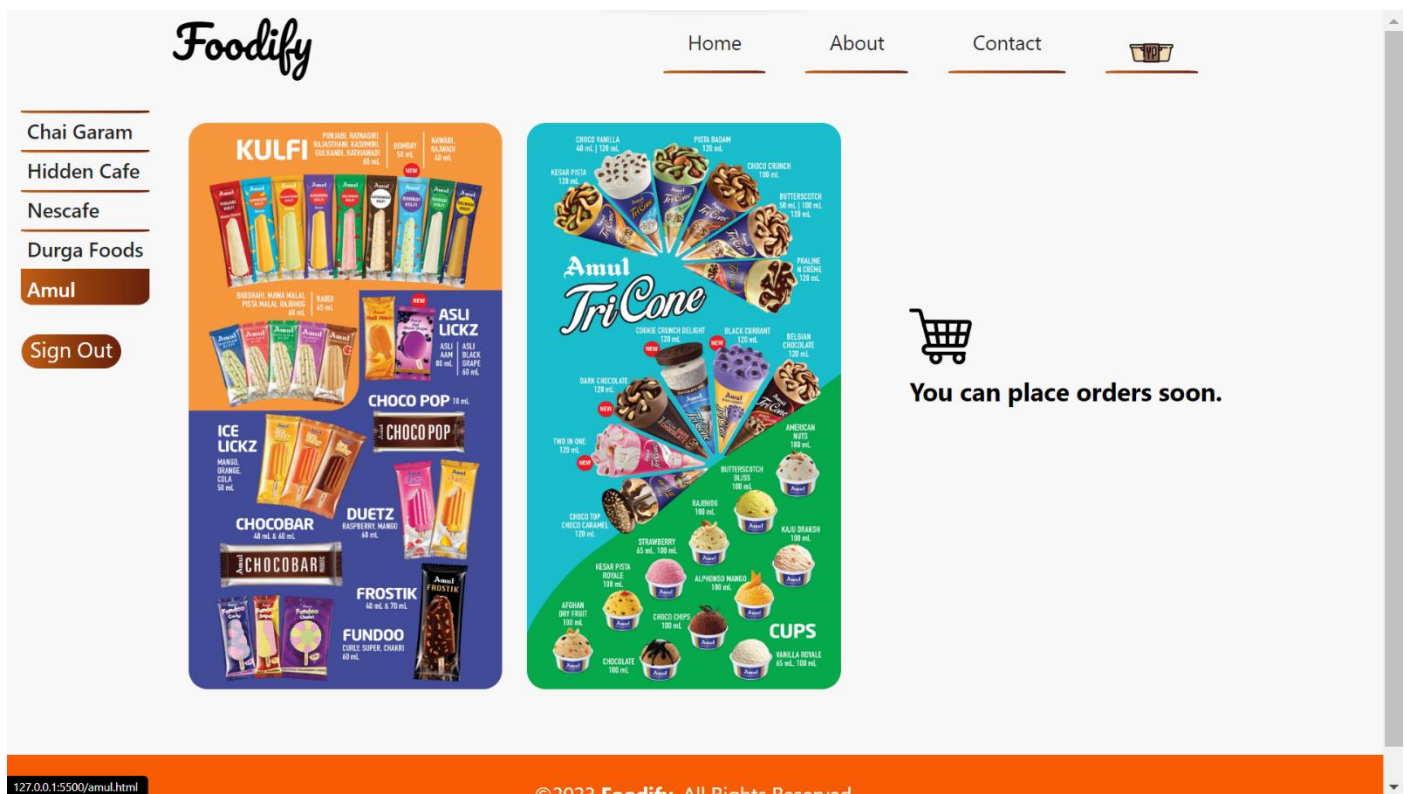 Foodify
Home
About
Contact
YP
Chai Garam
Hidden Cafe
Nescafe
Durga Foods
Amul
Sign Out
KULFI
PUNJABI, RATNAGIRI,
RAJASTHANI, KASHMIRI,
GULKAND, KATHIAWADI
60 mL
BOMBAY
50 mL
NAWABI,
RAJWADI
40 mL
NEW
BADSHAHI, MAWA MALAI,
PISTA MALAI, RAJBHOG
60 mL
RABDI
65 mL
NEW
ASLI
LICKZ
ASLI
AAM
80 mL
ASLI
BLACK
GRAPE
60 mL
CHOCO POP 18 mL
CHOCO POP
ICE
LICKZ
MANGO,
ORANGE,
COLA
50 mL
DUETZ
RASPBERRY, MANGO
60 mL
CHOCOBAR
40 mL & 60 mL
Amul
CHOCOBAR
FROSTIK
40 mL & 70 mL
Amul
FROSTIK
FUNDOO
CURLY, SUPER, CHAKRI
60 mL
CHOCO VANILLA
40 mL | 120 mL
PISTA BADAM
120 mL
KESAR PISTA
120 mL
CHOCO CRUNCH
100 mL
BUTTERSCOTCH
50 mL | 100 mL
120 mL
PRALINE
N CRÈME
120 mL
Amul
TriCone
COOKIE CRUNCH DELIGHT
120 mL
NEW
BLACK CURRANT
120 mL
NEW
BELGIAN
CHOCOLATE
120 mL
DARK CHOCOLATE
120 mL
NEW
TWO IN ONE
120 mL
NEW
CHOCO TOP
CHOCO CARAMEL
120 mL
AMERICAN
NUTS
100 mL
BUTTERSCOTCH
BLISS
100 mL
RAJBHOG
100 mL
KAJU DRAKSH
100 mL
STRAWBERRY
65 mL, 100 mL
KESAR PISTA
ROYALE
100 mL
ALPHONSO MANGO
100 mL
AFGHAN
DRY FRUIT
100 mL
CHOCO CHIPS
100 mL
CUPS
CHOCOLATE
100 mL
VANILLA ROYALE
65 mL, 100 mL
You can place orders soon.
127.0.0.1:5500/amul.html
©2023 Foodify. All Rights Reserved